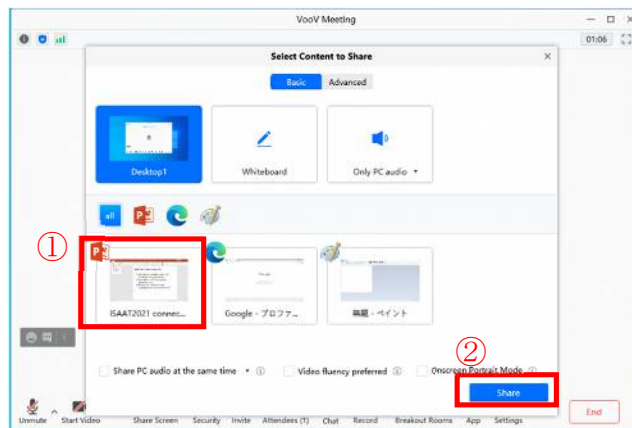 VooV Meeting
01:06
Select Content to Share
Basic Advanced
Desktop1 Whiteboard Only PC audio
all
①
ISAAT2021 connec... Google - プロファ... 無題 - ペイント
②
Share PC audio at the same time Video fluency preferred Onscreen Portrait Mode
Share
Unmute Start Video Share Screen Security Invite Attendees (1) Chat Record Breakout Rooms App Settings End